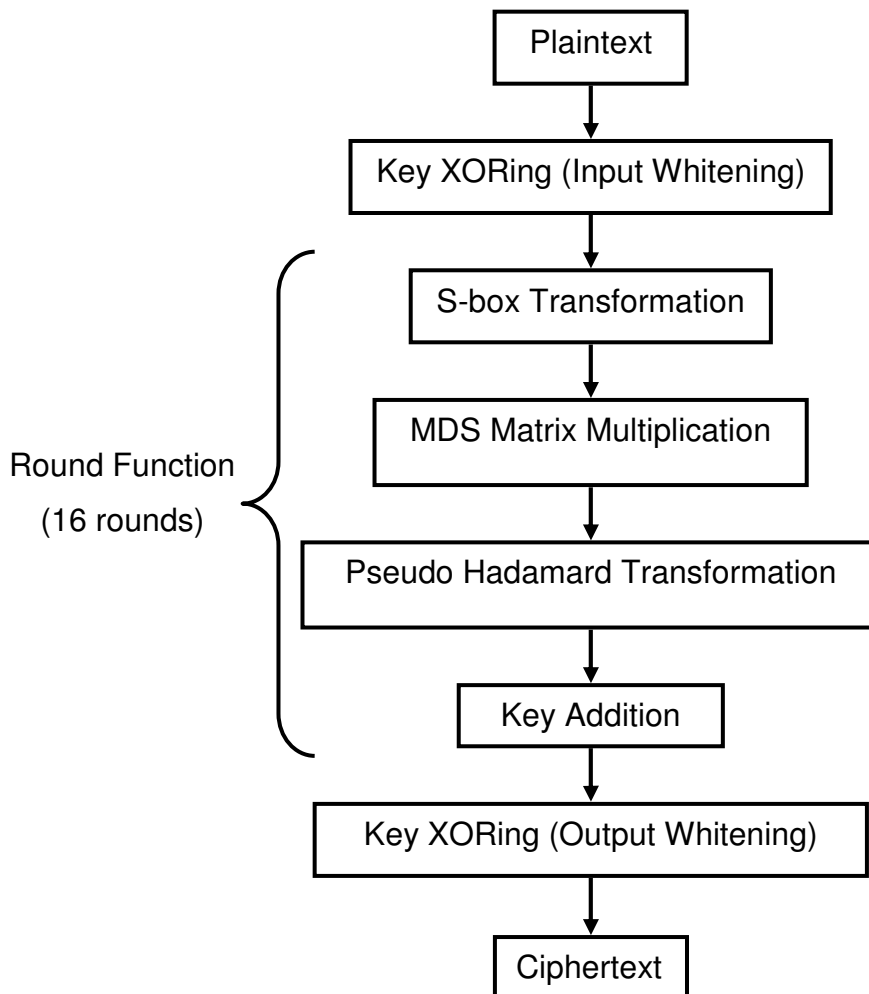 Plaintext
Key XORing (Input Whitening)
S-box Transformation
MDS Matrix Multiplication
Round Function
(16 rounds)
Pseudo Hadamard Transformation
Key Addition
Key XORing (Output Whitening)
Ciphertext